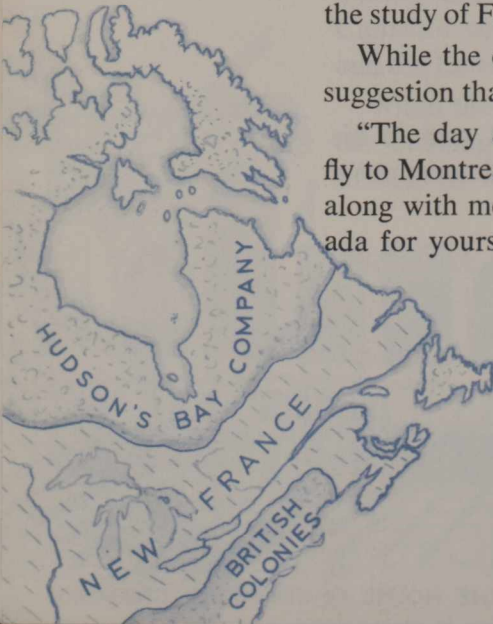 the study of F
While the
suggestion tha
"The day
fly to Montre
along with m
ada for yours
HUDSON'S BAY COMPANY
NEW FRANCE
BRITISH
COLONIES